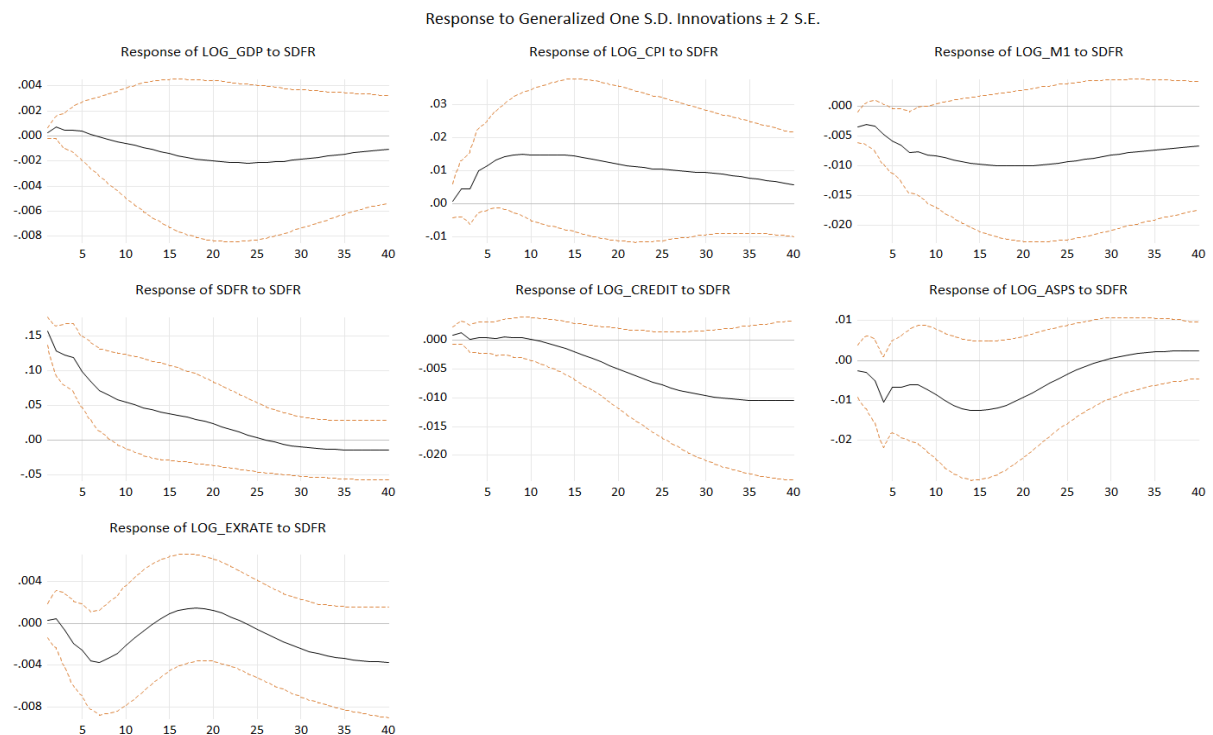 Response to Generalized One S.D. Innovations ± 2 S.E.
Response of LOG_GDP to SDFR
.004
.002
.000
-.002
-.004
-.006
-.008
5 10 15 20 25 30 35 40
Response of LOG_CPI to SDFR
.03
.02
.01
.00
-.01
5 10 15 20 25 30 35 40
Response of LOG_M1 to SDFR
.000
-.005
-.010
-.015
-.020
5 10 15 20 25 30 35 40
Response of SDFR to SDFR
.15
.10
.05
.00
-.05
5 10 15 20 25 30 35 40
Response of LOG_CREDIT to SDFR
.000
-.005
-.010
-.015
-.020
5 10 15 20 25 30 35 40
Response of LOG_ASPS to SDFR
.01
.00
-.01
-.02
5 10 15 20 25 30 35 40
Response of LOG_EXRATE to SDFR
.004
.000
-.004
-.008
5 10 15 20 25 30 35 40